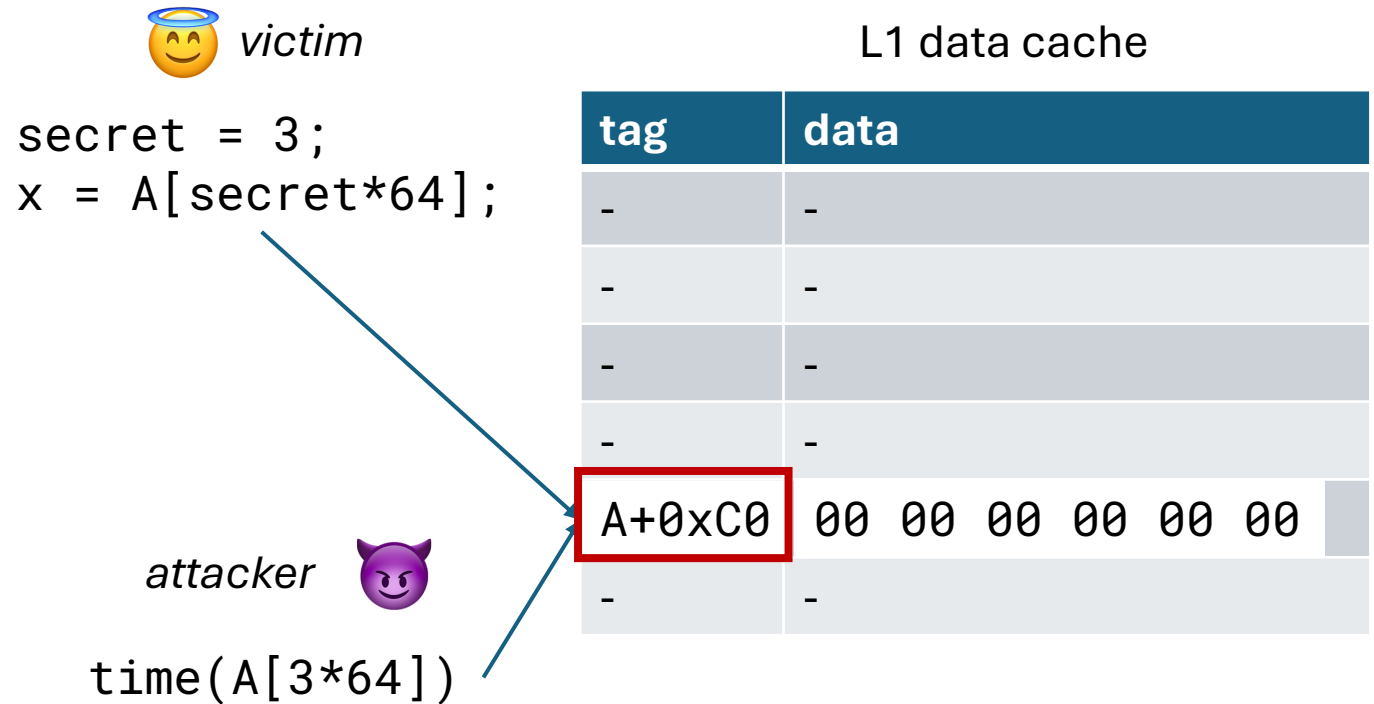 victim
secret = 3;
x = A[secret*64];
attacker
time(A[3*64])
L1 data cache
tag data
- -
- -
- -
- -
A+0xC0 00 00 00 00 00 00
- -